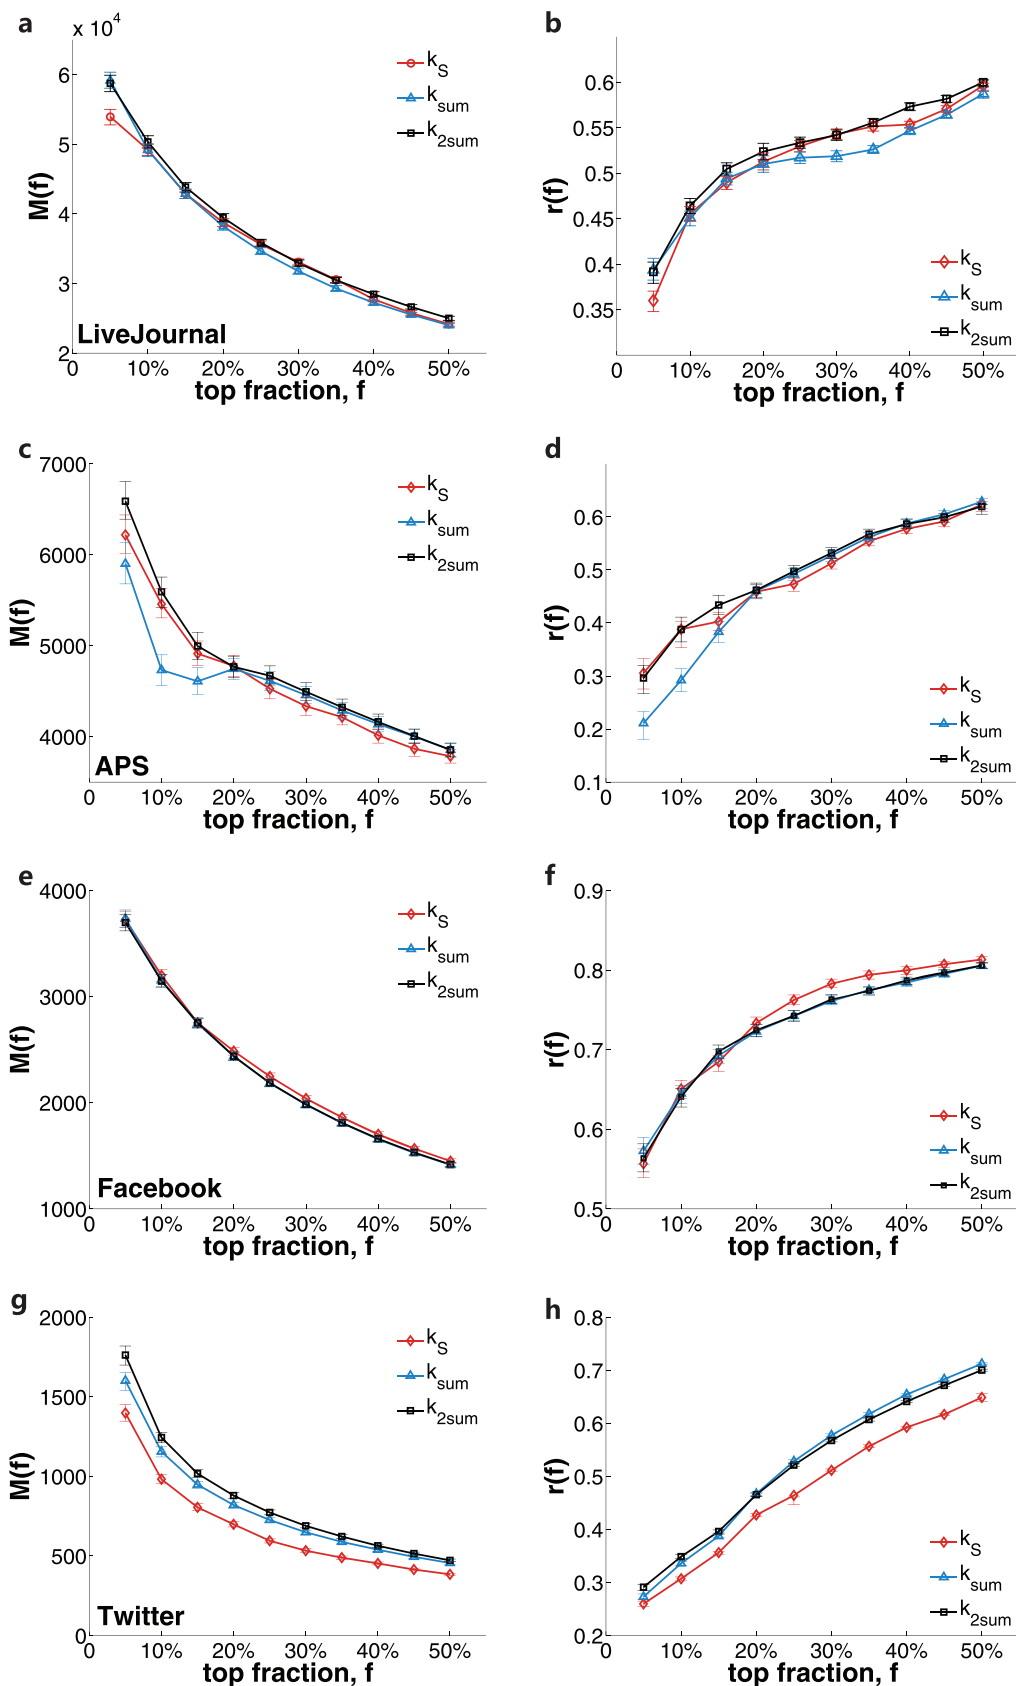 a
x 10^4
6
5
4
3
2
M(f)
k_S
k_sum
k_2sum
LiveJournal
0 10% 20% 30% 40% 50%
top fraction, f
b
0.6
0.55
0.5
0.45
0.4
0.35
r(f)
k_S
k_sum
k_2sum
0 10% 20% 30% 40% 50%
top fraction, f
c
7000
6000
5000
4000
M(f)
k_S
k_sum
k_2sum
APS
0 10% 20% 30% 40% 50%
top fraction, f
d
0.6
0.5
0.4
0.3
0.2
0.1
r(f)
k_S
k_sum
k_2sum
0 10% 20% 30% 40% 50%
top fraction, f
e
4000
3000
2000
1000
M(f)
k_S
k_sum
k_2sum
Facebook
0 10% 20% 30% 40% 50%
top fraction, f
f
0.9
0.8
0.7
0.6
0.5
r(f)
k_S
k_sum
k_2sum
0 10% 20% 30% 40% 50%
top fraction, f
g
2000
1500
1000
500
0
M(f)
k_S
k_sum
k_2sum
Twitter
0 10% 20% 30% 40% 50%
top fraction, f
h
0.8
0.7
0.6
0.5
0.4
0.3
0.2
r(f)
k_S
k_sum
k_2sum
0 10% 20% 30% 40% 50%
top fraction, f